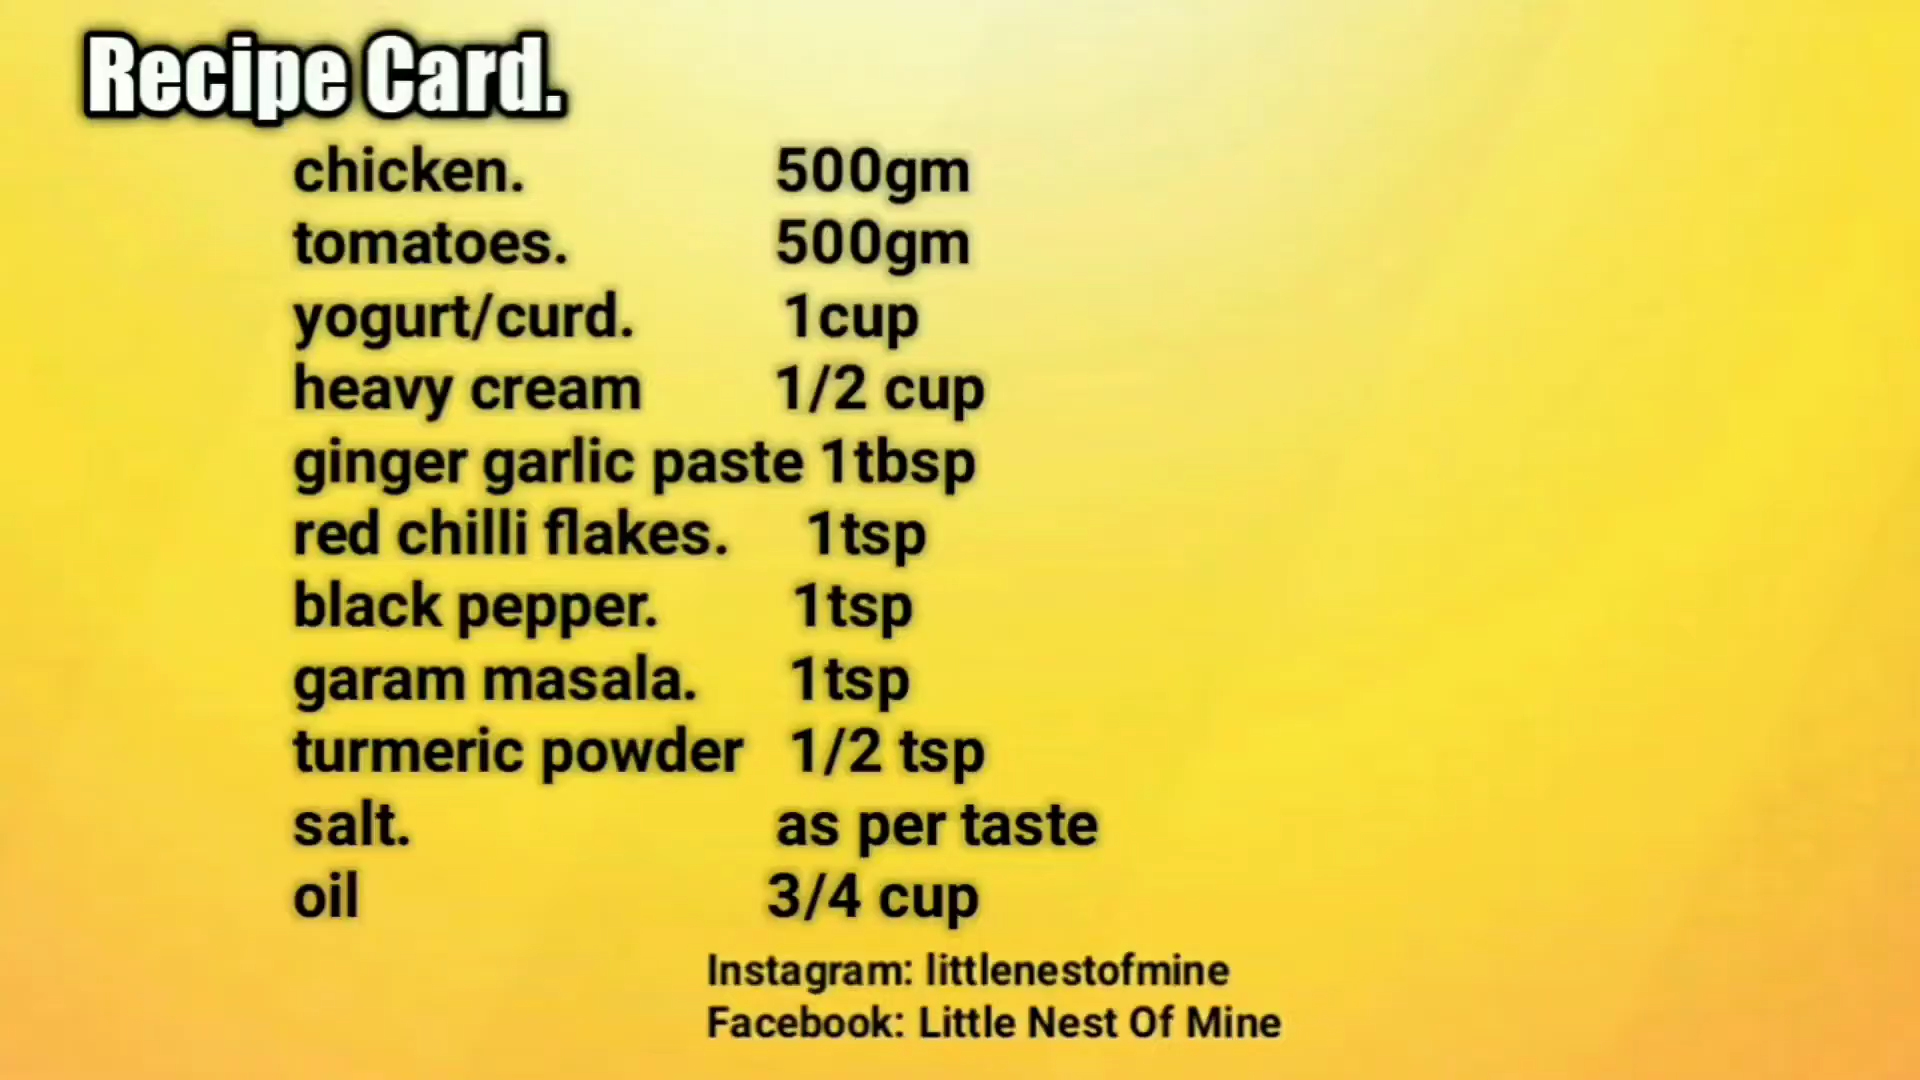 Recipe Card.
chicken. 500gm
tomatoes. 500gm
yogurt/curd. 1cup
heavy cream 1/2 cup
ginger garlic paste 1tbsp
red chilli flakes. 1tsp
black pepper. 1tsp
garam masala. 1tsp
turmeric powder 1/2 tsp
salt. as per taste
oil 3/4 cup
Instagram: littlenestofmine
Facebook: Little Nest Of Mine